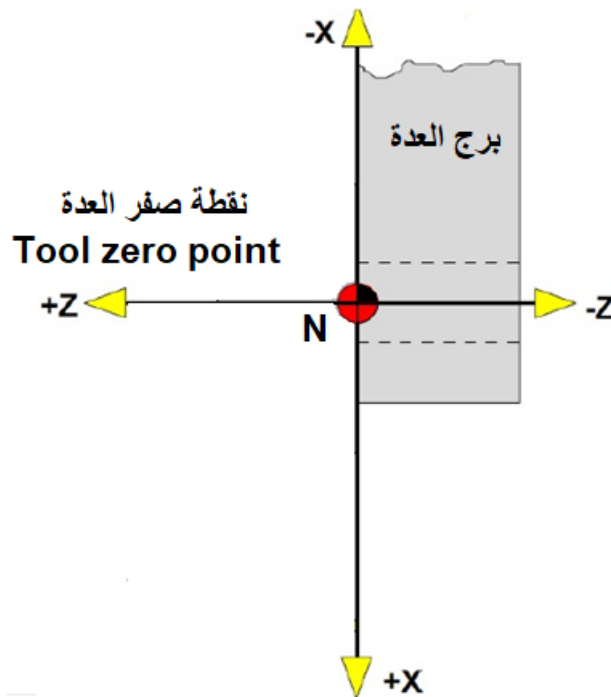 -X
برج العدة
نقطة صفر العدة
Tool zero point
+Z
N
-Z
+X